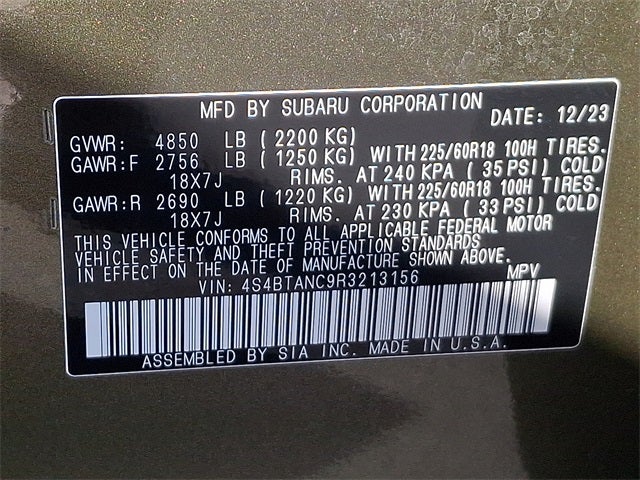 MFD BY SUBARU CORPORATION DATE: 12/23
GVWR: 4850 LB (2200 KG)
GAWR:F 2756 LB (1250 KG) WITH 225/60R18 100H TIRES.
18X7J RIMS. AT 240 KPA (35 PSI) COLD
GAWR:R 2690 LB (1220 KG) WITH 225/60R18 100H TIRES.
18X7J RIMS. AT 230 KPA (33 PSI) COLD
THIS VEHICLE CONFORMS TO ALL APPLICABLE FEDERAL MOTOR
VEHICLE SAFETY AND THEFT PREVENTION STANDARDS
IN EFFECT ON THE DATE OF MANUFACTURE SHOWN ABOVE.
VIN: 4S4BTANC9R3213156 MPV
ASSEMBLED BY SIA INC. MADE IN U.S.A.